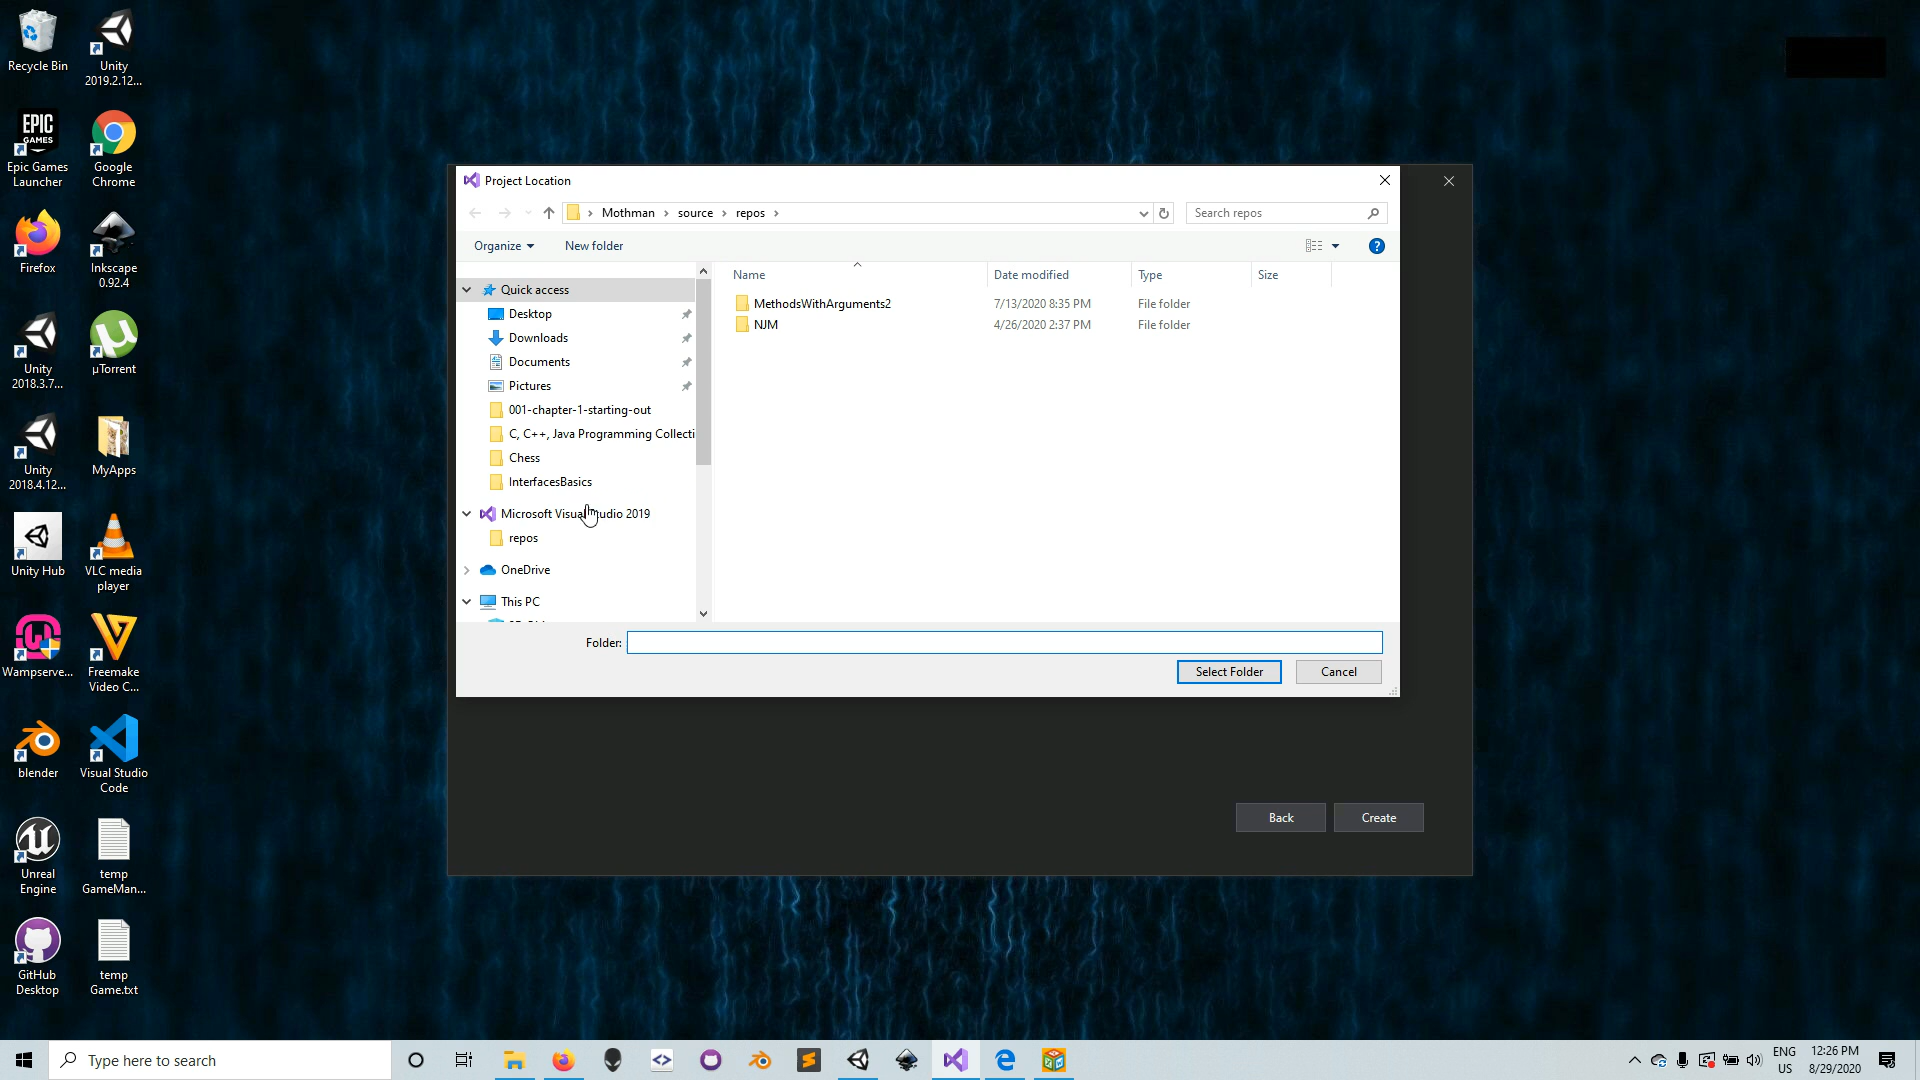 Recycle Bin
Unity
2019.2.12...
EPIC
GAMES
Epic Games
Launcher
Google
Chrome
Firefox
Inkscape
0.92.4
Unity
2018.3.7...
µTorrent
Unity
2018.4.12...
MyApps
Unity Hub
VLC media
player
Wampserve...
Freemake
Video C...
blender
Visual Studio
Code
Unreal
Engine
temp
GameMan...
GitHub
Desktop
temp
Game.txt
Project Location
Mothman > source > repos >
Search repos
Organize
New folder
Name
Date modified
Type
Size
MethodsWithArguments2 7/13/2020 8:35 PM File folder
NJM 4/26/2020 2:37 PM File folder
Quick access
Desktop
Downloads
Documents
Pictures
001-chapter-1-starting-out
C, C++, Java Programming Collecti
Chess
InterfacesBasics
Microsoft Visual Studio 2019
repos
OneDrive
This PC
Folder:
Select Folder
Cancel
Back
Create
Type here to search
ENG
US
12:26 PM
8/29/2020